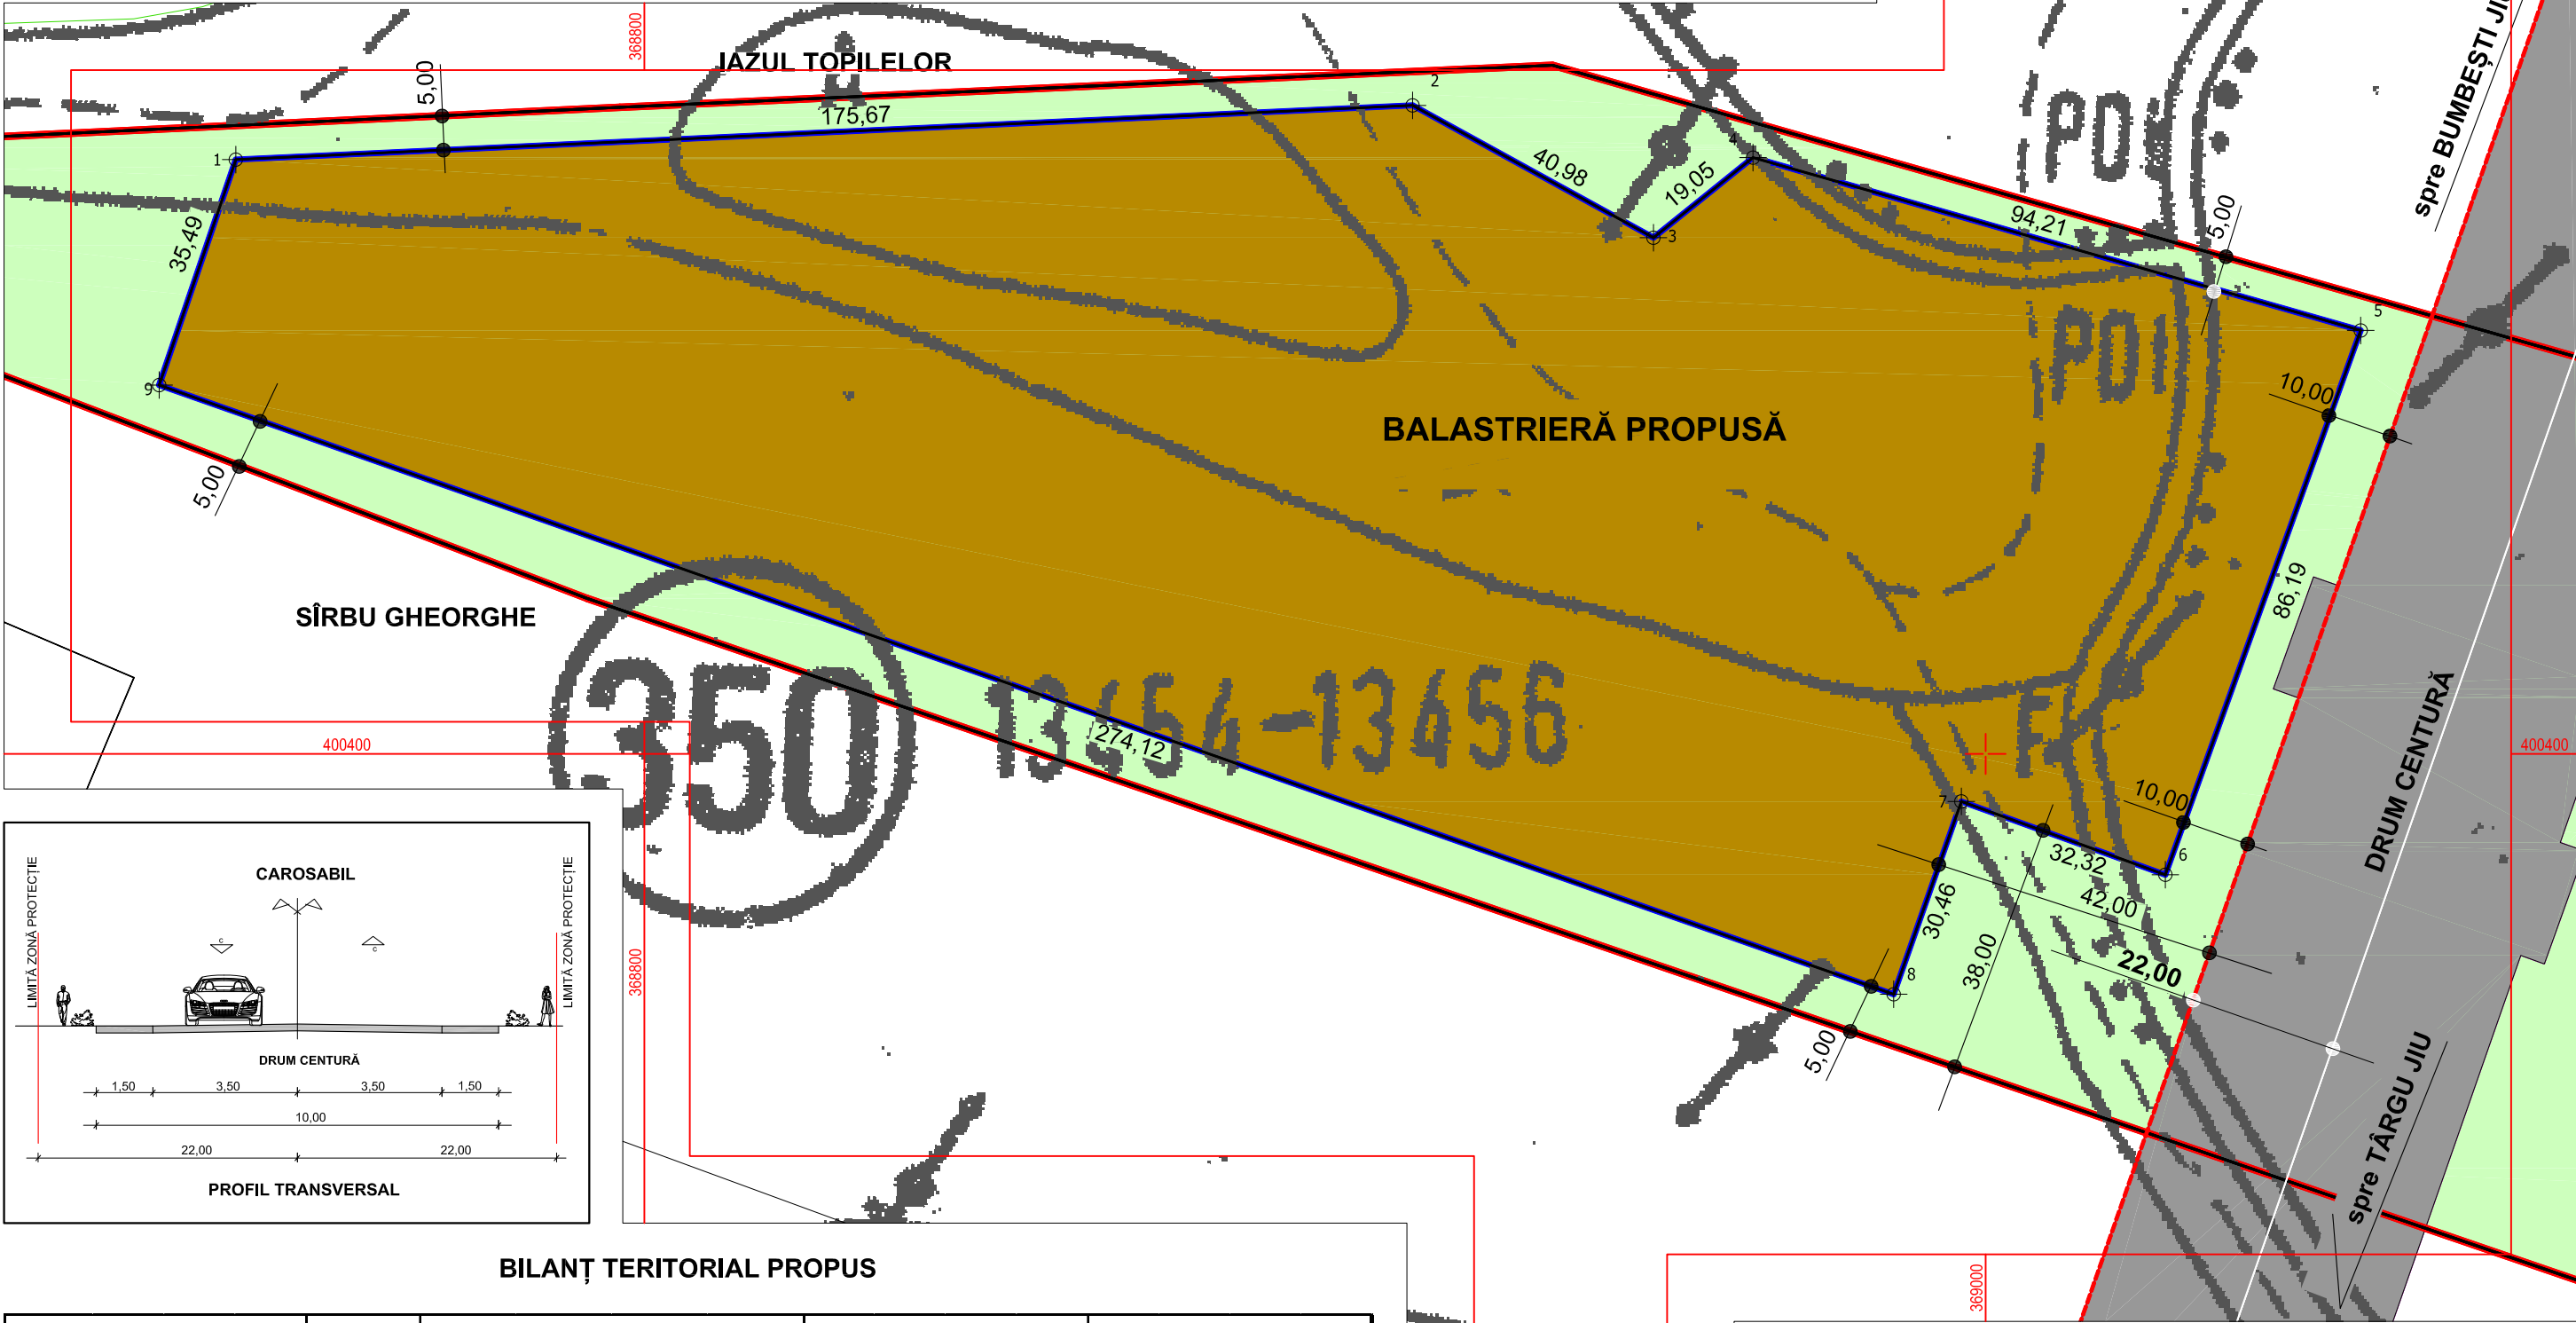 368800
IAZUL TOPILELOR
5,00
2
175,67
1
40,98
4
19,05
3
94,21
5,00
spre BUMBEȘTI JIU
35,49
5
10,00
9
BALASTRIERĂ PROPUSĂ
5,00
86,19
SÎRBU GHEORGHE
350
13454-13456
274,12
400400
400400
DRUM CENTURĂ
7
10,00
6
32,32
42,00
30,46
38,00
22,00
8
5,00
368800
spre TÂRGU JIU
369000
LIMITĂ ZONĂ PROTECȚIE
CAROSABIL
LIMITĂ ZONĂ PROTECȚIE
c
c
DRUM CENTURĂ
1,50 3,50 3,50 1,50
10,00
22,00 22,00
PROFIL TRANSVERSAL
BILANȚ TERITORIAL PROPUS